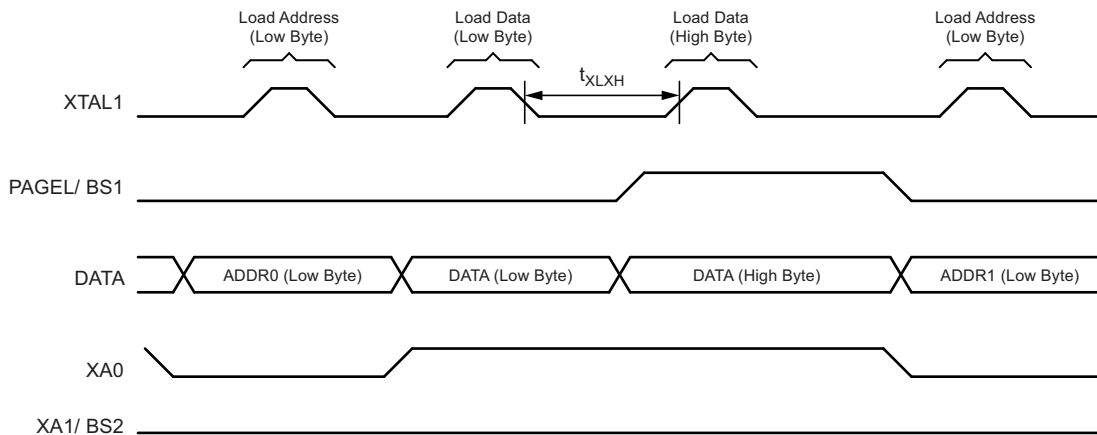 Load Address
(Low Byte)
Load Data
(Low Byte)
Load Data
(High Byte)
Load Address
(Low Byte)
tXLXH
XTAL1
PAGEL/ BS1
DATA
ADDR0 (Low Byte)
DATA (Low Byte)
DATA (High Byte)
ADDR1 (Low Byte)
XA0
XA1/ BS2